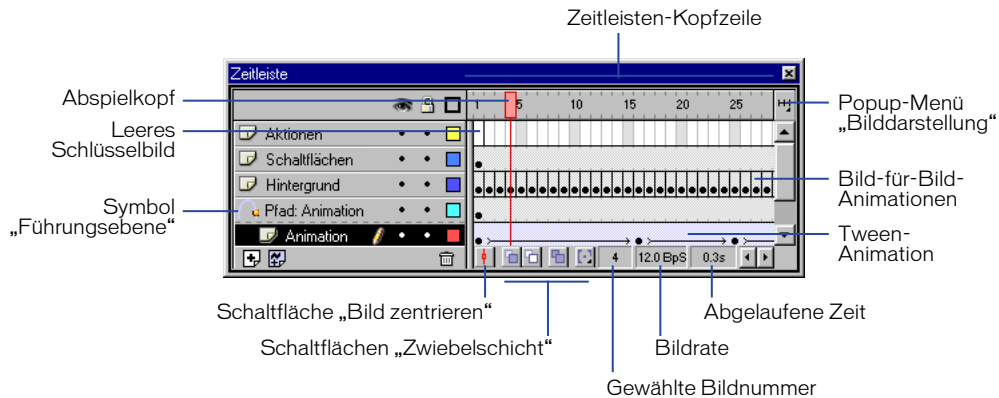 Zeitleisten-Kopfzeile
Zeitleiste
Abspielkopf
1 5 10 15 20 25
Popup-Menü
„Bilddarstellung“
Leeres
Schlüsselbild
Aktionen
Schaltflächen
Hintergrund
Bild-für-Bild-
Animationen
Symbol
„Führungsebene“
Pfad: Animation
Animation
Tween-
Animation
4 12.0 BpS 0.3s
Schaltfläche „Bild zentrieren“
Abgelaufene Zeit
Schaltflächen „Zwiebelschicht“
Bildrate
Gewählte Bildnummer